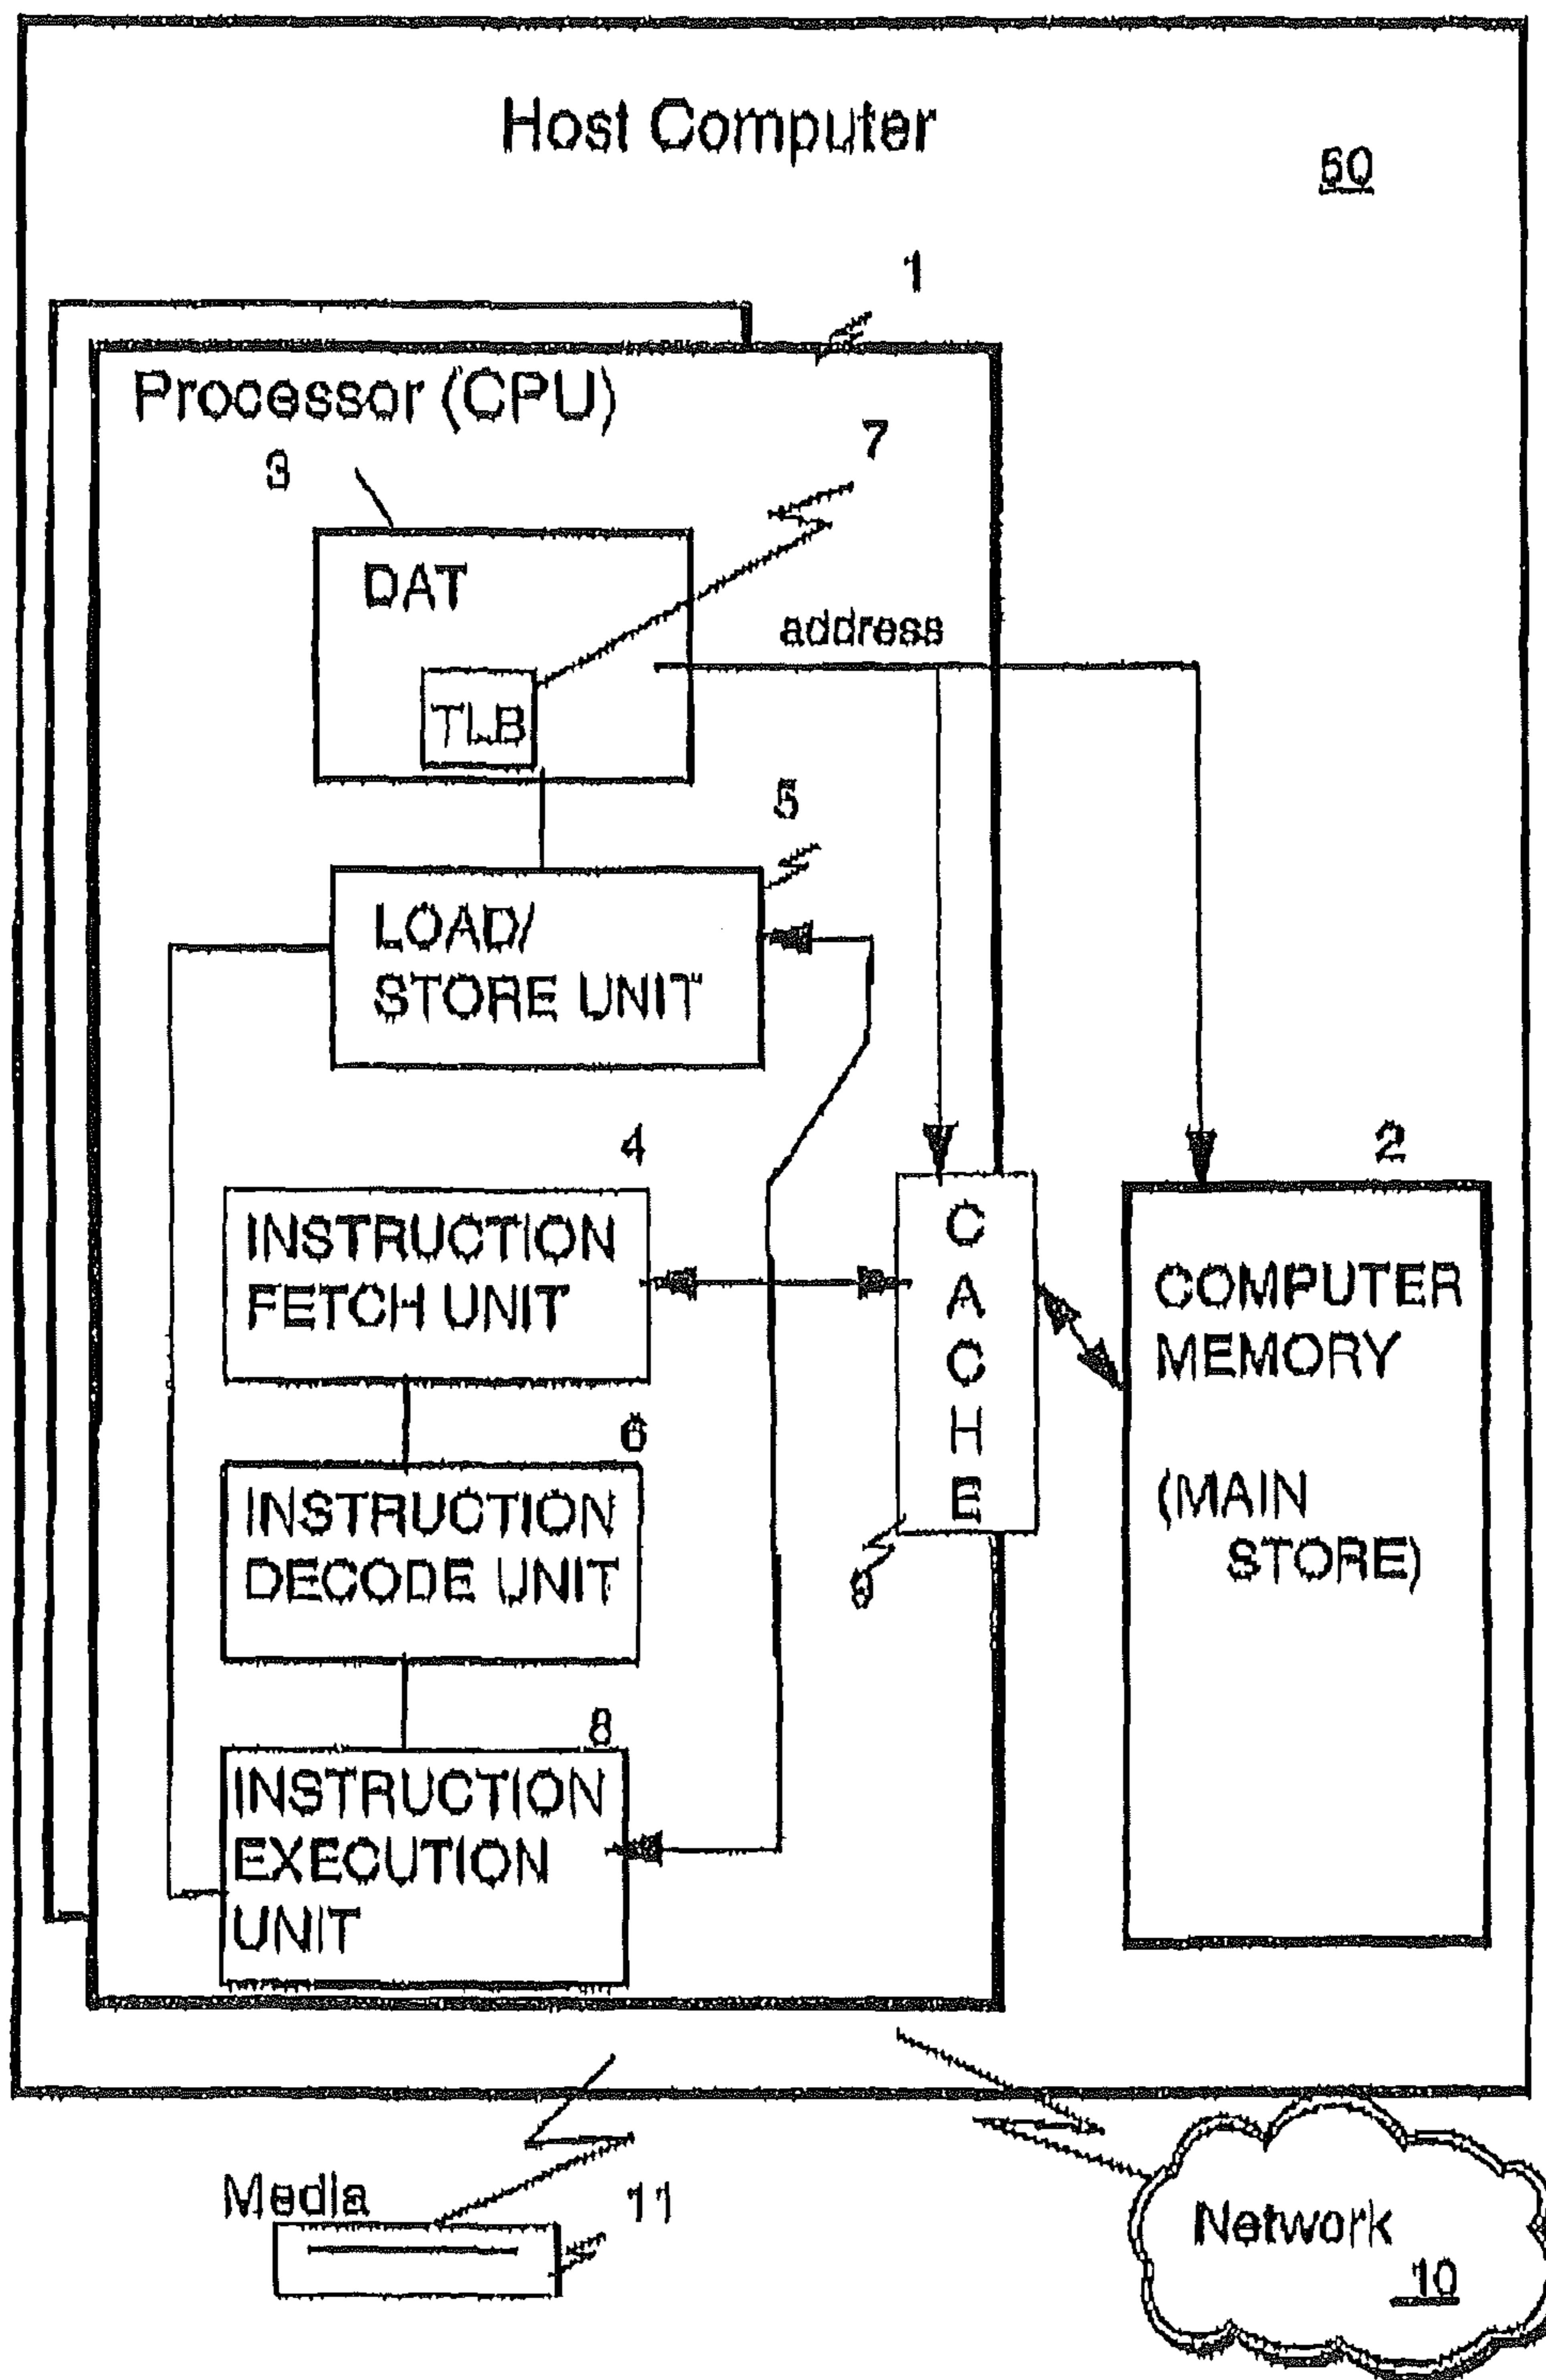 Host Computer
50
1
Processor (CPU)
7
3
DAT
address
TLB
5
LOAD/
STORE UNIT
4
2
INSTRUCTION
FETCH UNIT
CACHE
COMPUTER
MEMORY
(MAIN
STORE)
6
INSTRUCTION
DECODE UNIT
9
8
INSTRUCTION
EXECUTION
UNIT
Media
11
Network
10